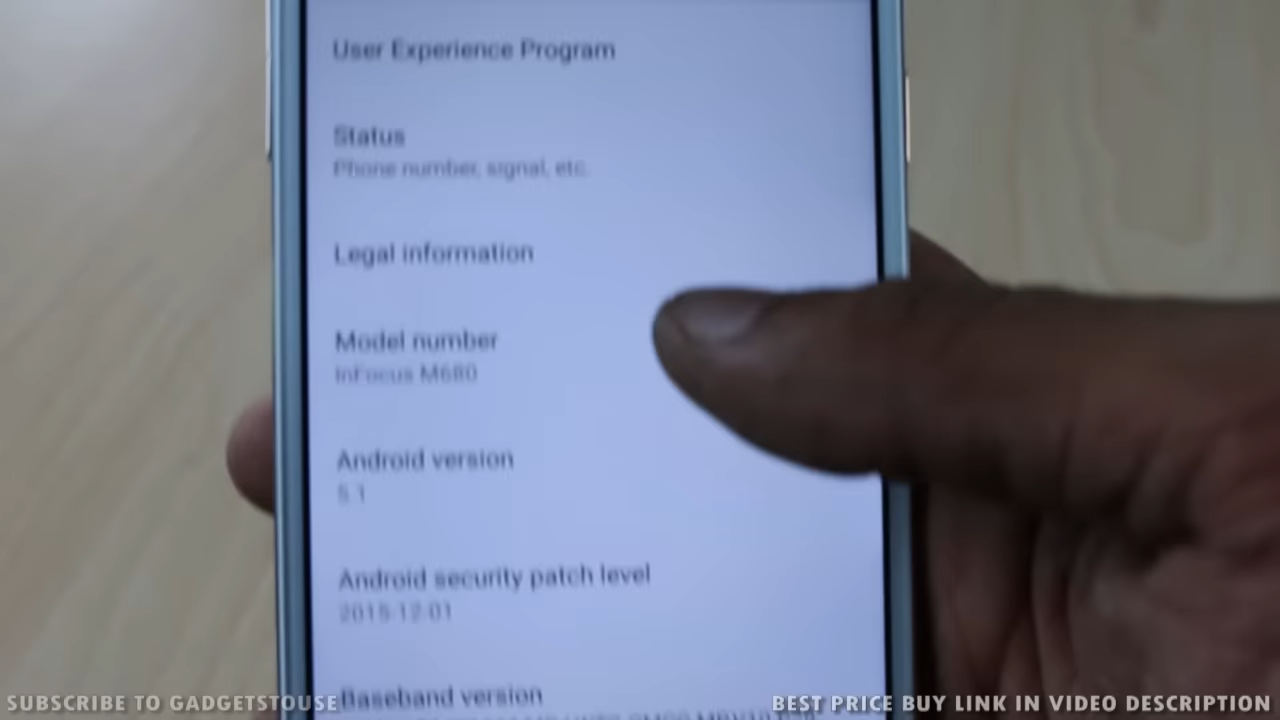 User Experience Program
Status
Phone number, signal, etc.
Legal information
Model number
InFocus M680
Android version
5.1
Android security patch level
2015-12-01
Baseband version
SUBSCRIBE TO GADGETSTOUSE
BEST PRICE BUY LINK IN VIDEO DESCRIPTION